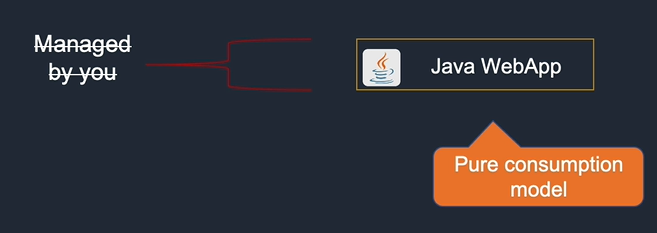 Managed
by you
Java WebApp
Pure consumption
model